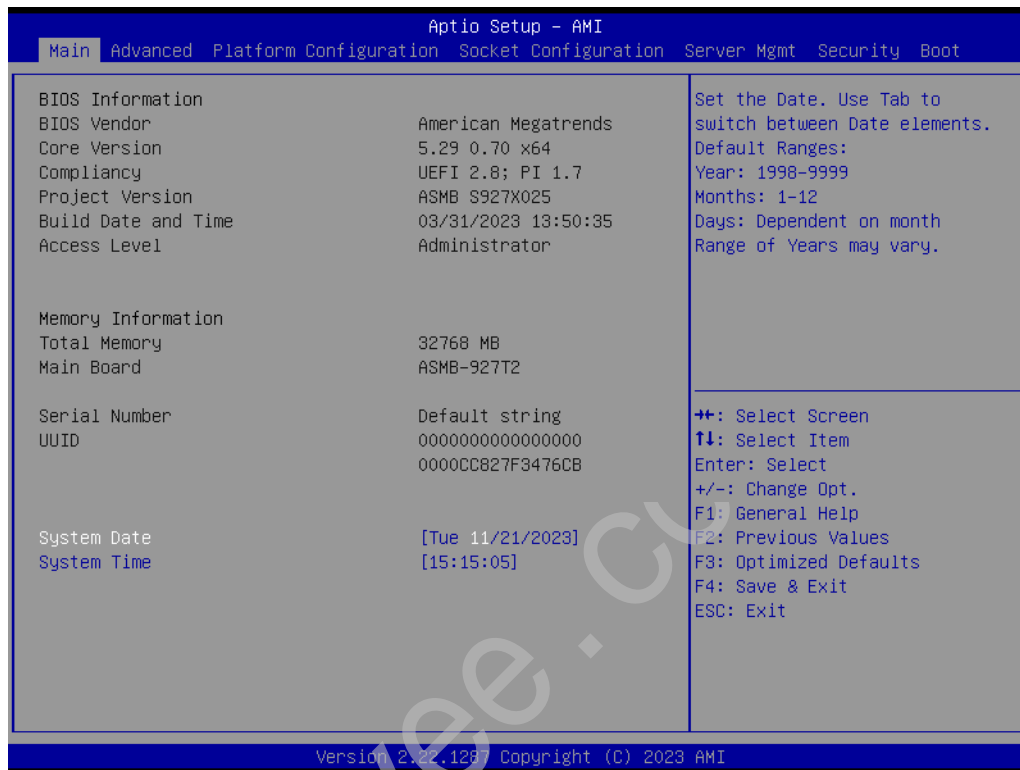 Aptio Setup – AMI
Main Advanced Platform Configuration Socket Configuration Server Mgmt Security Boot
BIOS Information
BIOS Vendor American Megatrends
Core Version 5.29 0.70 x64
Compliancy UEFI 2.8; PI 1.7
Project Version ASMB S927X025
Build Date and Time 03/31/2023 13:50:35
Access Level Administrator
Memory Information
Total Memory 32768 MB
Main Board ASMB-927T2
Serial Number Default string
UUID 0000000000000000
0000CC827F3476CB
System Date [Tue 11/21/2023]
System Time [15:15:05]
Set the Date. Use Tab to
switch between Date elements.
Default Ranges:
Year: 1998-9999
Months: 1-12
Days: Dependent on month
Range of Years may vary.
→←: Select Screen
↑↓: Select Item
Enter: Select
+/-: Change Opt.
F1: General Help
F2: Previous Values
F3: Optimized Defaults
F4: Save & Exit
ESC: Exit
Version 2.22.1287 Copyright (C) 2023 AMI